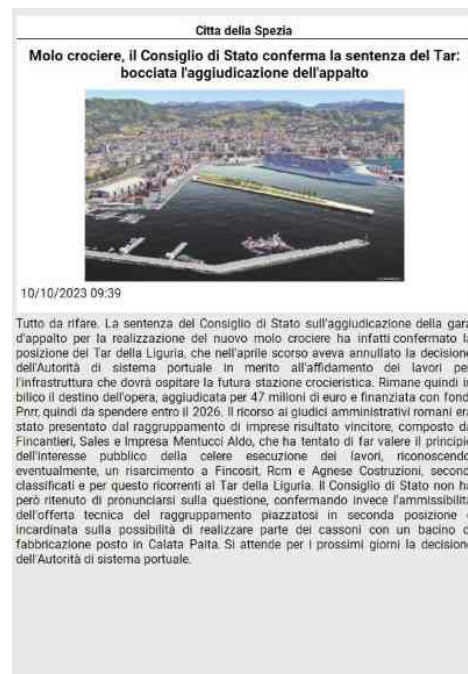 Citta della Spezia
Molo crociere, il Consiglio di Stato conferma la sentenza del Tar:
bocciata l'aggiudicazione dell'appalto
10/10/2023 09:39
Tutto da rifare. La sentenza del Consiglio di Stato sull'aggiudicazione della gara
d'appalto per la realizzazione del nuovo molo crociere ha infatti confermato la
posizione del Tar della Liguria, che nell'aprile scorso aveva annullato la decisione
dell'Autorità di sistema portuale in merito all'affidamento dei lavori per
l'infrastruttura che dovrà ospitare la futura stazione crocieristica. Rimane quindi in
bilico il destino dell'opera, aggiudicata per 47 milioni di euro e finanziata con fond
Pnrr, quindi da spendere entro il 2026. Il ricorso ai giudici amministrativi romani era
stato presentato dal raggruppamento di imprese risultato vincitore, composto da
Fincantieri, Sales e Impresa Mentucci Aldo, che ha tentato di far valere il principio
dell'interesse pubblico della celere esecuzione dei lavori, riconoscendo
eventualmente, un risarcimento a Fincosit, Rcm e Agnese Costruzioni, second
classificati e per questo ricorrenti al Tar della Liguria. Il Consiglio di Stato non ha
però ritenuto di pronunciarsi sulla questione, confermando invece l'ammissibilità
dell'offerta tecnica del raggruppamento piazzatosi in seconda posizione e
incardinata sulla possibilità di realizzare parte dei cassoni con un bacino d
fabbricazione posto in Calata Paita. Si attende per i prossimi giorni la decisione
dell'Autorità di sistema portuale.